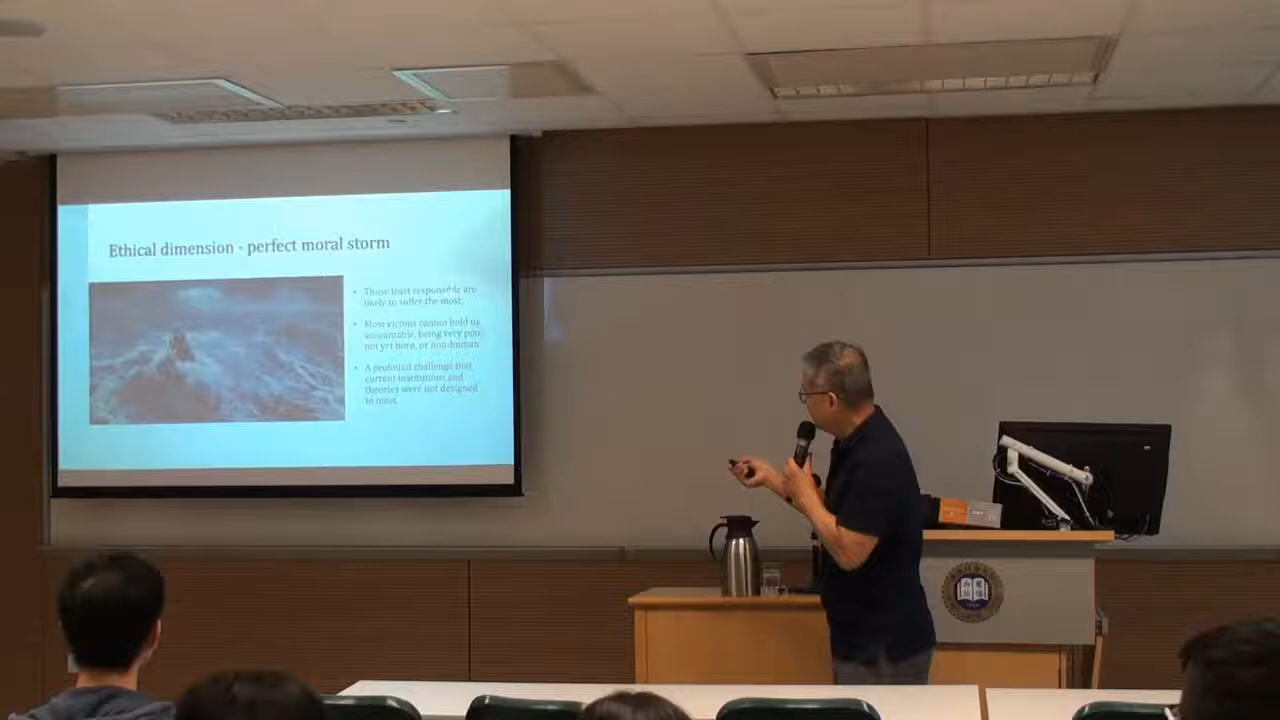 Ethical dimension - perfect moral storm
• Those least responsible are
likely to suffer the most;
• Most victims cannot hold us
accountable, being very poo
not yet born, or non-human
• A profound challenge that
current institutions and
theories were not designed
to meet.